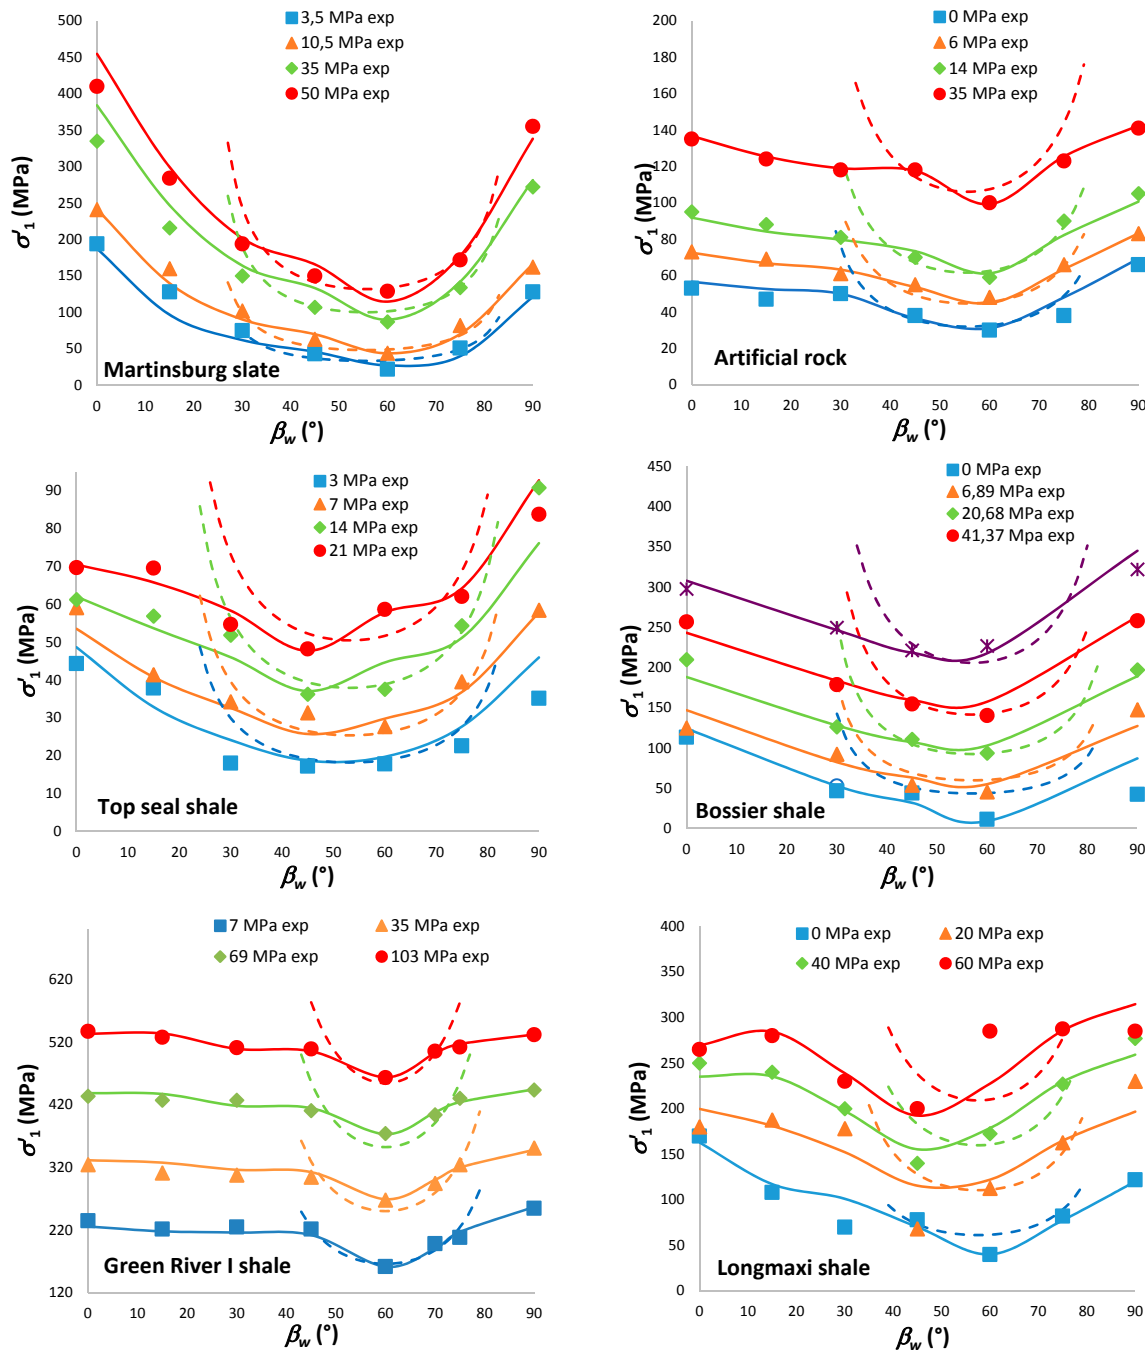 3,5 MPa exp
10,5 MPa exp
35 MPa exp
50 MPa exp
500
450
400
350
300
250
200
150
100
50
0
σ'1 (MPa)
Martinsburg slate
0 10 20 30 40 50 60 70 80 90
βw (°)
0 MPa exp
6 MPa exp
14 MPa exp
35 MPa exp
200
180
160
140
120
100
80
60
40
20
0
σ'1 (MPa)
Artificial rock
0 10 20 30 40 50 60 70 80 90
βw (°)
3 MPa exp
7 MPa exp
14 MPa exp
21 MPa exp
90
80
70
60
50
40
30
20
10
0
σ'1 (MPa)
Top seal shale
0 10 20 30 40 50 60 70 80 90
βw (°)
0 MPa exp
6,89 MPa exp
20,68 MPa exp
41,37 Mpa exp
450
400
350
300
250
200
150
100
50
0
σ'1 (MPa)
Bossier shale
0 10 20 30 40 50 60 70 80 90
βw (°)
7 MPa exp 35 MPa exp
69 MPa exp 103 MPa exp
620
520
420
320
220
120
σ'1 (MPa)
Green River I shale
0 10 20 30 40 50 60 70 80 90
βw (°)
0 MPa exp 20 MPa exp
40 MPa exp 60 MPa exp
400
350
300
250
200
150
100
50
0
σ'1 (MPa)
Longmaxi shale
0 10 20 30 40 50 60 70 80 90
βw (°)